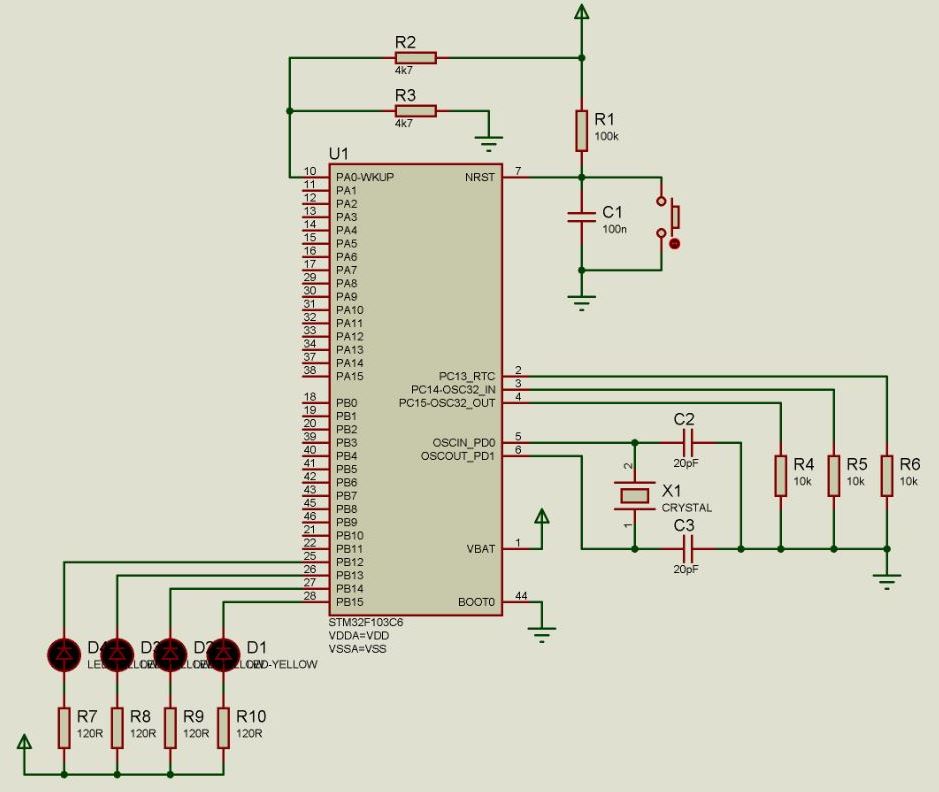 R2
4k7
R3
4k7
R1
100k
U1
10 PA0-WKUP
11 PA1
12 PA2
13 PA3
14 PA4
15 PA5
16 PA6
17 PA7
29 PA8
30 PA9
31 PA10
32 PA11
33 PA12
34 PA13
37 PA14
38 PA15
18 PB0
19 PB1
20 PB2
39 PB3
40 PB4
41 PB5
42 PB6
43 PB7
45 PB8
46 PB9
21 PB10
22 PB11
25 PB12
26 PB13
27 PB14
28 PB15
NRST 7
PC13_RTC 2
PC14-OSC32_IN 3
PC15-OSC32_OUT 4
OSCIN_PD0 5
OSCOUT_PD1 6
VBAT 1
BOOT0 44
STM32F103C6
VDDA=VDD
VSSA=VSS
C1
100n
C2
20pF
2
X1
CRYSTAL
1
C3
20pF
R4
10k
R5
10k
R6
10k
D1
LED-YELLOW
R7
120R
R8
120R
R9
120R
R10
120R